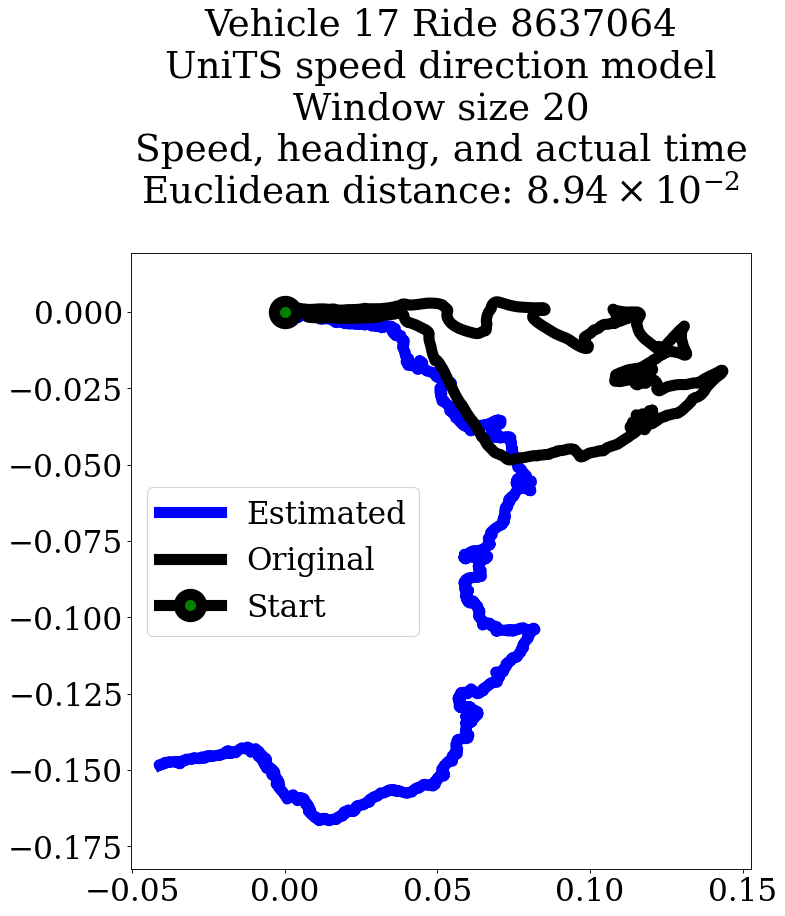 Vehicle 17 Ride 8637064
UniTS speed direction model
Window size 20
Speed, heading, and actual time
Euclidean distance: 8.94 × 10⁻²
0.000
−0.025
−0.050
−0.075
−0.100
−0.125
−0.150
−0.175
Estimated
Original
Start
−0.05 0.00 0.05 0.10 0.15